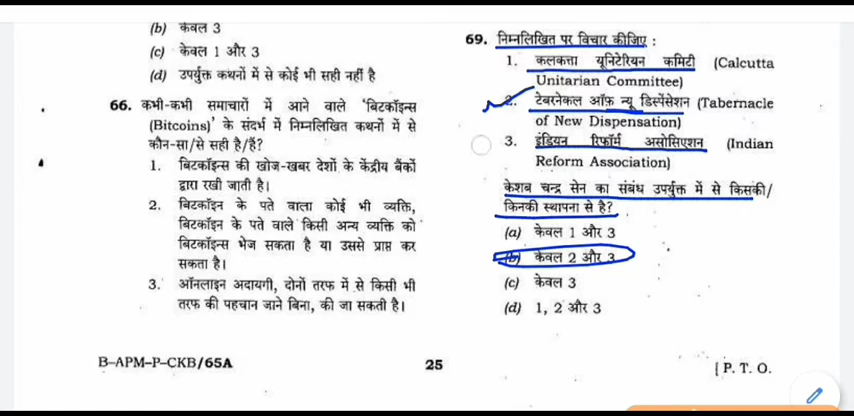 (b) केवल 3
(c) केवल 1 और 3
(d) उपर्युक्त कथनों में से कोई भी सही नहीं है
66. कभी-कभी समाचारों में आने वाले 'बिटकॉइन्स
(Bitcoins)' के संदर्भ में निम्नलिखित कथनों में से
कौन-सा/से सही है/हैं?
1. बिटकॉइन्स की खोज-खबर देशों के केंद्रीय बैंकों
द्वारा रखी जाती है।
2. बिटकॉइन के पते वाला कोई भी व्यक्ति,
बिटकॉइन के पते वाले किसी अन्य व्यक्ति को
बिटकॉइन्स भेज सकता है या उससे प्राप्त कर
सकता है।
3. ऑनलाइन अदायगी, दोनों तरफ में से किसी भी
तरफ की पहचान जाने बिना, की जा सकती है।
69. निम्नलिखित पर विचार कीजिए :
1. कलकत्ता यूनिटेरियन कमिटी (Calcutta
Unitarian Committee)
2. टेबरनेकल ऑफ़ न्यू डिस्पेंसेशन (Tabernacle
of New Dispensation)
3. इंडियन रिफॉर्म असोसिएशन (Indian
Reform Association)
केशब चन्द्र सेन का संबंध उपर्युक्त में से किसकी/
किनकी स्थापना से है?
(a) केवल 1 और 3
(b) केवल 2 और 3
(c) केवल 3
(d) 1, 2 और 3
B-APM-P-CKB/65A
25
[ P. T. O.